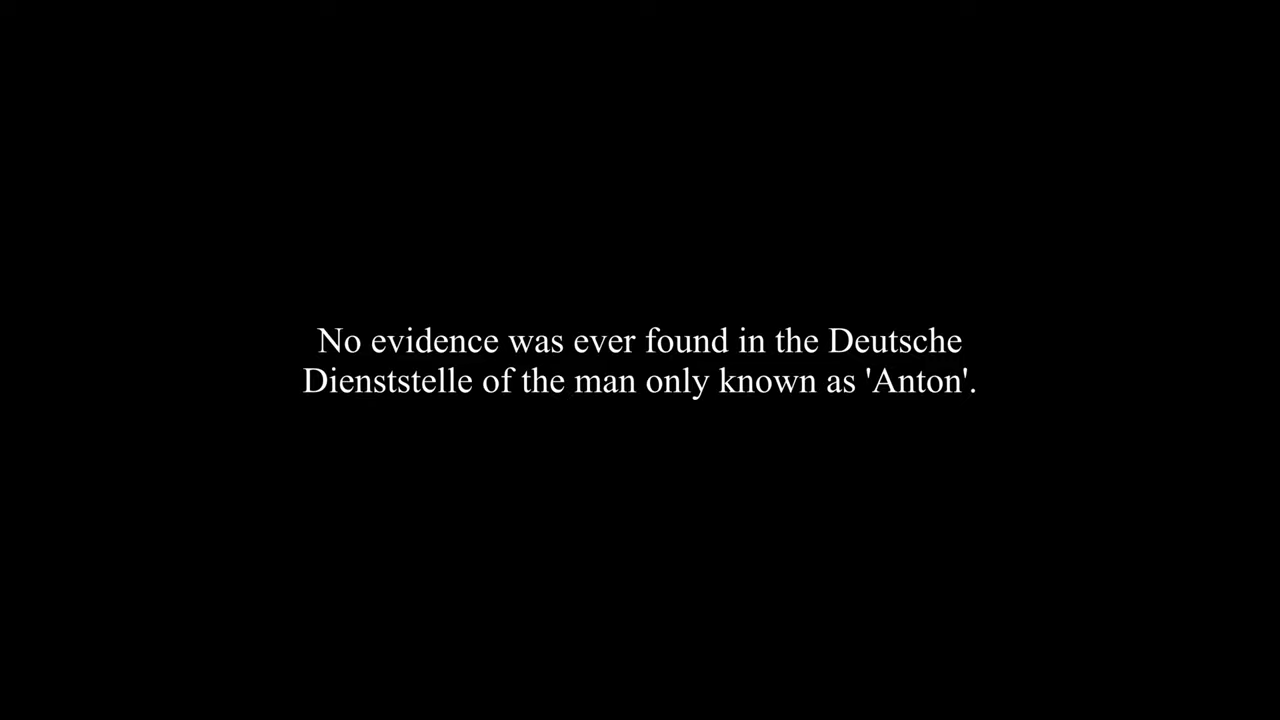 No evidence was ever found in the Deutsche
Dienststelle of the man only known as 'Anton'.